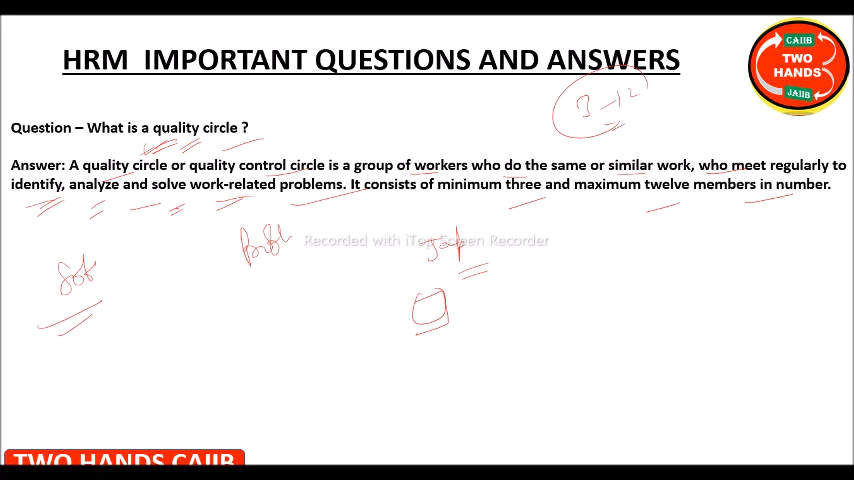 HRM IMPORTANT QUESTIONS AND ANSWERS
CAIIB
TWO
HANDS
JAIIB
3-12
Question – What is a quality circle ?
Answer: A quality circle or quality control circle is a group of workers who do the same or similar work, who meet regularly to
identify, analyze and solve work-related problems. It consists of minimum three and maximum twelve members in number.
Recorded with iTop Screen Recorder
TWO HANDS CAIIB